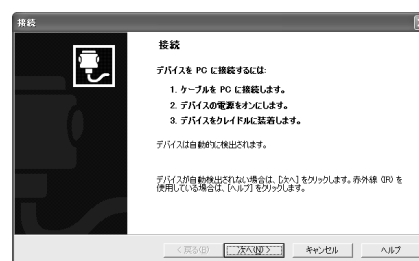 接続
接続
デバイスを PC に接続するには:
1. ケーブルを PC に接続します。
2. デバイスの電源をオンにします。
3. デバイスをクレイドルに装着します。
デバイスは自動的に検出されます。
デバイスが自動検出されない場合は、[次へ] をクリックします。赤外線 (IR) を
使用している場合は、[ヘルプ] をクリックします。
< 戻る(B) 次へ(N) > キャンセル ヘルプ